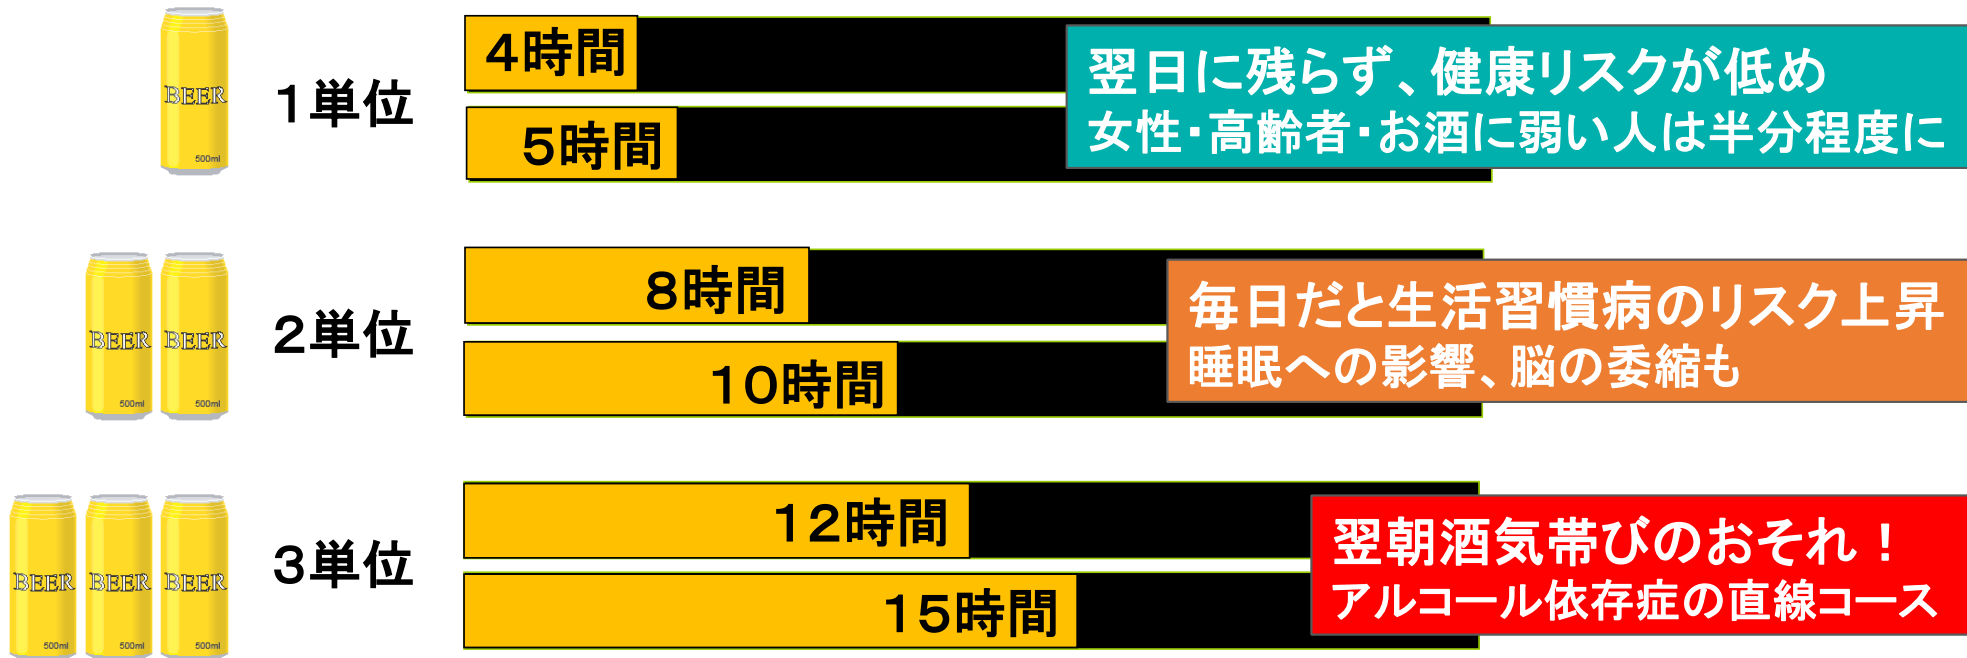 BEER
500ml
1単位
4時間
5時間
翌日に残らず、健康リスクが低め
女性・高齢者・お酒に弱い人は半分程度に
BEER BEER
500ml 500ml
2単位
8時間
10時間
毎日だと生活習慣病のリスク上昇
睡眠への影響、脳の委縮も
BEER BEER BEER
500ml 500ml 500ml
3単位
12時間
15時間
翌朝酒気帯びのおそれ！
アルコール依存症の直線コース